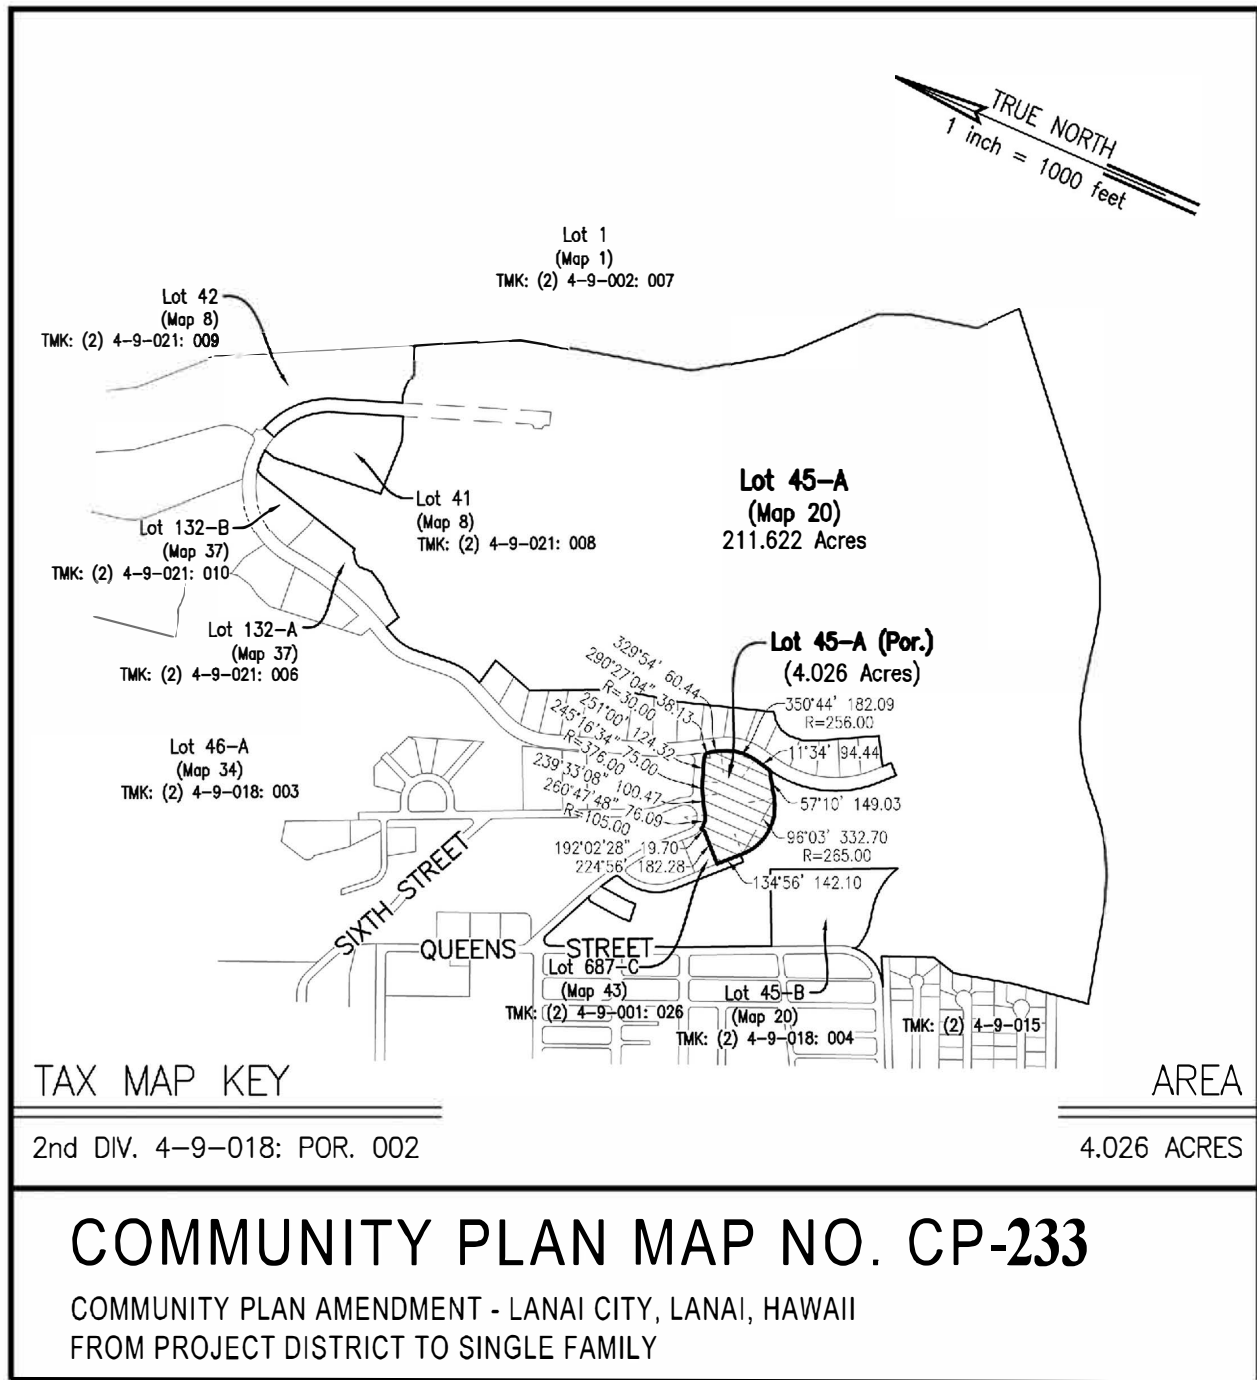 TRUE NORTH
1 inch = 1000 feet
Lot 1
(Map 1)
TMK: (2) 4-9-002: 007
Lot 42
(Map 8)
TMK: (2) 4-9-021: 009
Lot 41
(Map 8)
TMK: (2) 4-9-021: 008
Lot 45-A
(Map 20)
211.622 Acres
Lot 132-B
(Map 37)
TMK: (2) 4-9-021: 010
Lot 132-A
(Map 37)
TMK: (2) 4-9-021: 006
Lot 45-A (Por.)
(4.026 Acres)
329°54' 60.44
290°27'04" 38.13
R=30.00
251°00' 124.32
245°16'34" 75.00
R=376.00
239°33'08" 100.47
260°47'48" 76.09
R=105.00
192°02'28" 19.70
224°56' 182.28
350°44' 182.09
R=256.00
11°34' 94.44
57°10' 149.03
96°03' 332.70
R=265.00
134°56' 142.10
Lot 46-A
(Map 34)
TMK: (2) 4-9-018: 003
SIXTH STREET
QUEENS STREET
Lot 687-C
(Map 43)
TMK: (2) 4-9-001: 026
Lot 45-B
(Map 20)
TMK: (2) 4-9-018: 004
TMK: (2) 4-9-015
TAX MAP KEY
AREA
2nd DIV. 4-9-018: POR. 002
4.026 ACRES
COMMUNITY PLAN MAP NO. CP-233
COMMUNITY PLAN AMENDMENT - LANAI CITY, LANAI, HAWAII
FROM PROJECT DISTRICT TO SINGLE FAMILY